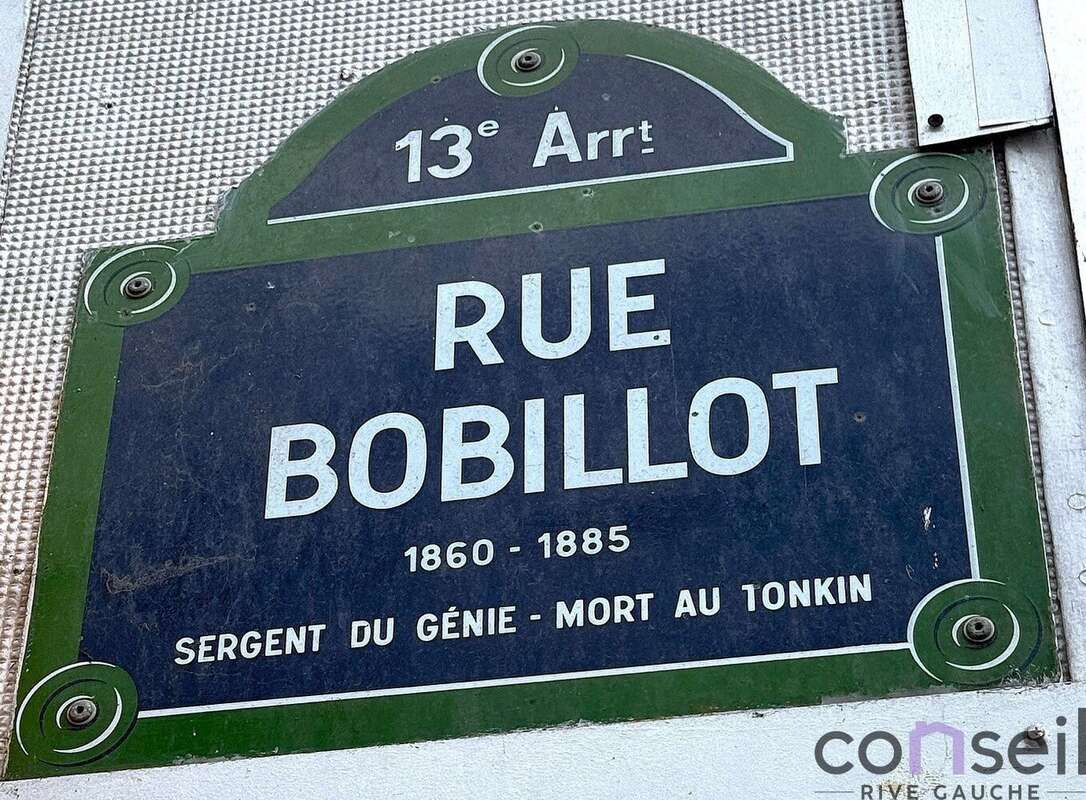 13e Arrt
RUE
BOBILLOT
1860 - 1885
SERGENT DU GÉNIE - MORT AU TONKIN
conseil
RIVE GAUCHE